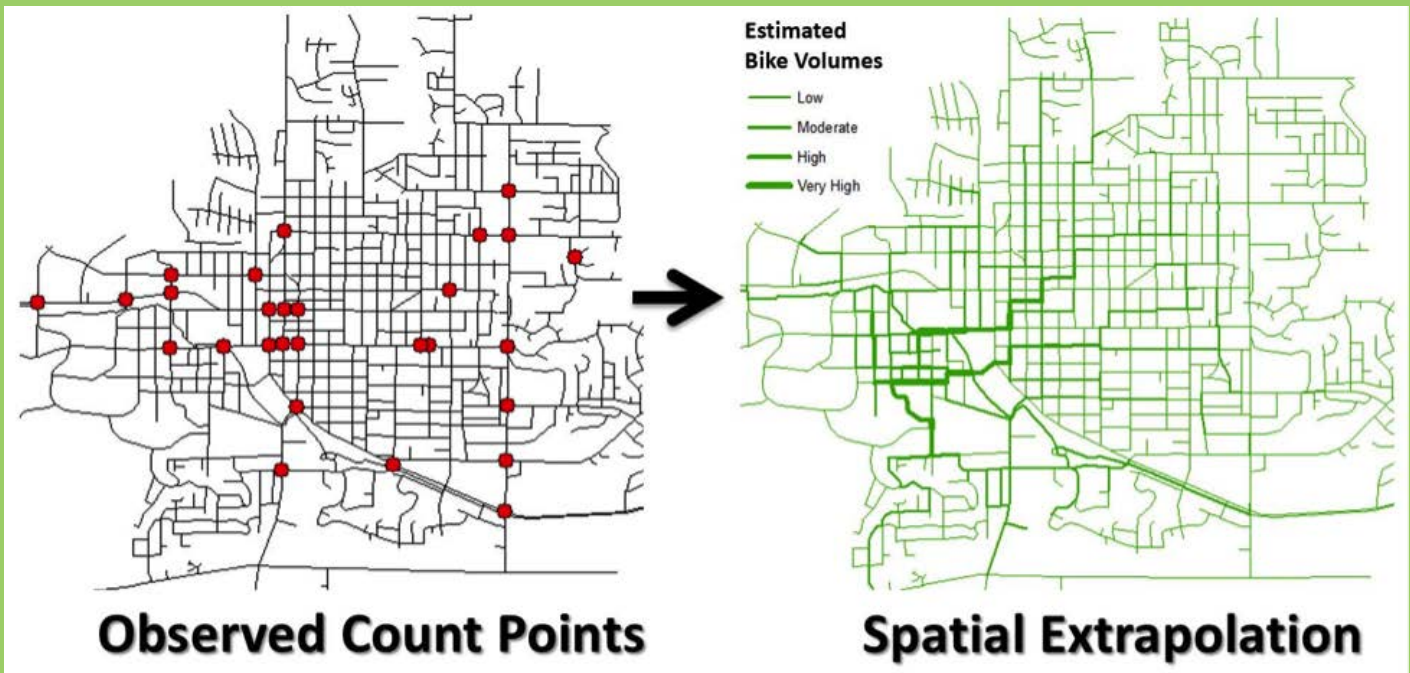 Estimated
Bike Volumes
Low
Moderate
High
Very High
Observed Count Points
Spatial Extrapolation